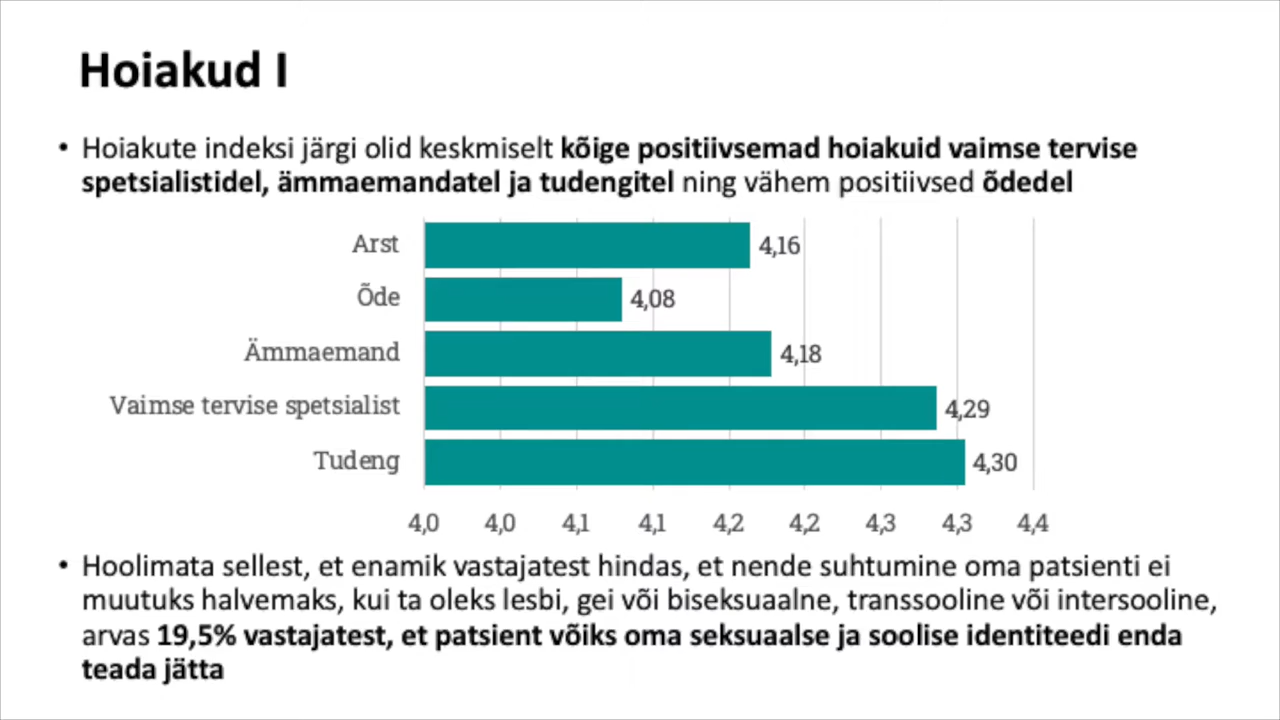 Hoiakud I
• Hoiakute indeksi järgi olid keskmiselt kõige positiivsemad hoiakuid vaimse tervise
spetsialistidel, ämmaemandatel ja tudengitel ning vähem positiivsed õdedel
Arst 4,16
Õde 4,08
Ämmaemand 4,18
Vaimse tervise spetsialist 4,29
Tudeng 4,30
4,0 4,0 4,1 4,1 4,2 4,2 4,3 4,3 4,4
• Hoolimata sellest, et enamik vastajatest hindas, et nende suhtumine oma patsienti ei
muutuks halvemaks, kui ta oleks lesbi, gei või biseksuaalne, transsooline või intersooline,
arvas 19,5% vastajatest, et patsient võiks oma seksuaalse ja soolise identiteedi enda
teada jätta